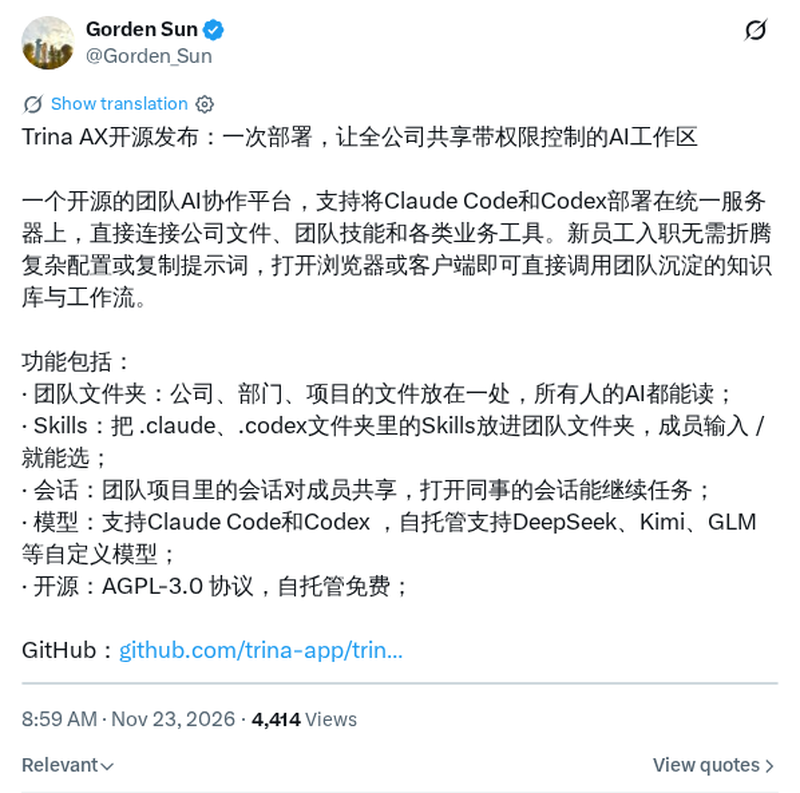 Gorden Sun
@Gorden_Sun
Show translation
Trina AX开源发布：一次部署，让全公司共享带权限控制的AI工作区
一个开源的团队AI协作平台，支持将Claude Code和Codex部署在统一服务
器上，直接连接公司文件、团队技能和各类业务工具。新员工入职无需折腾
复杂配置或复制提示词，打开浏览器或客户端即可直接调用团队沉淀的知识
库与工作流。
功能包括：
· 团队文件夹：公司、部门、项目的文件放在一处，所有人的AI都能读；
· Skills：把 .claude、.codex文件夹里的Skills放进团队文件夹，成员输入 /
就能选；
· 会话：团队项目里的会话对成员共享，打开同事的会话能继续任务；
· 模型：支持Claude Code和Codex ，自托管支持DeepSeek、Kimi、GLM
等自定义模型；
· 开源：AGPL-3.0 协议，自托管免费；
GitHub：github.com/trina-app/trin...
8:59 AM · Nov 23, 2026 · 4,414 Views
Relevant
View quotes